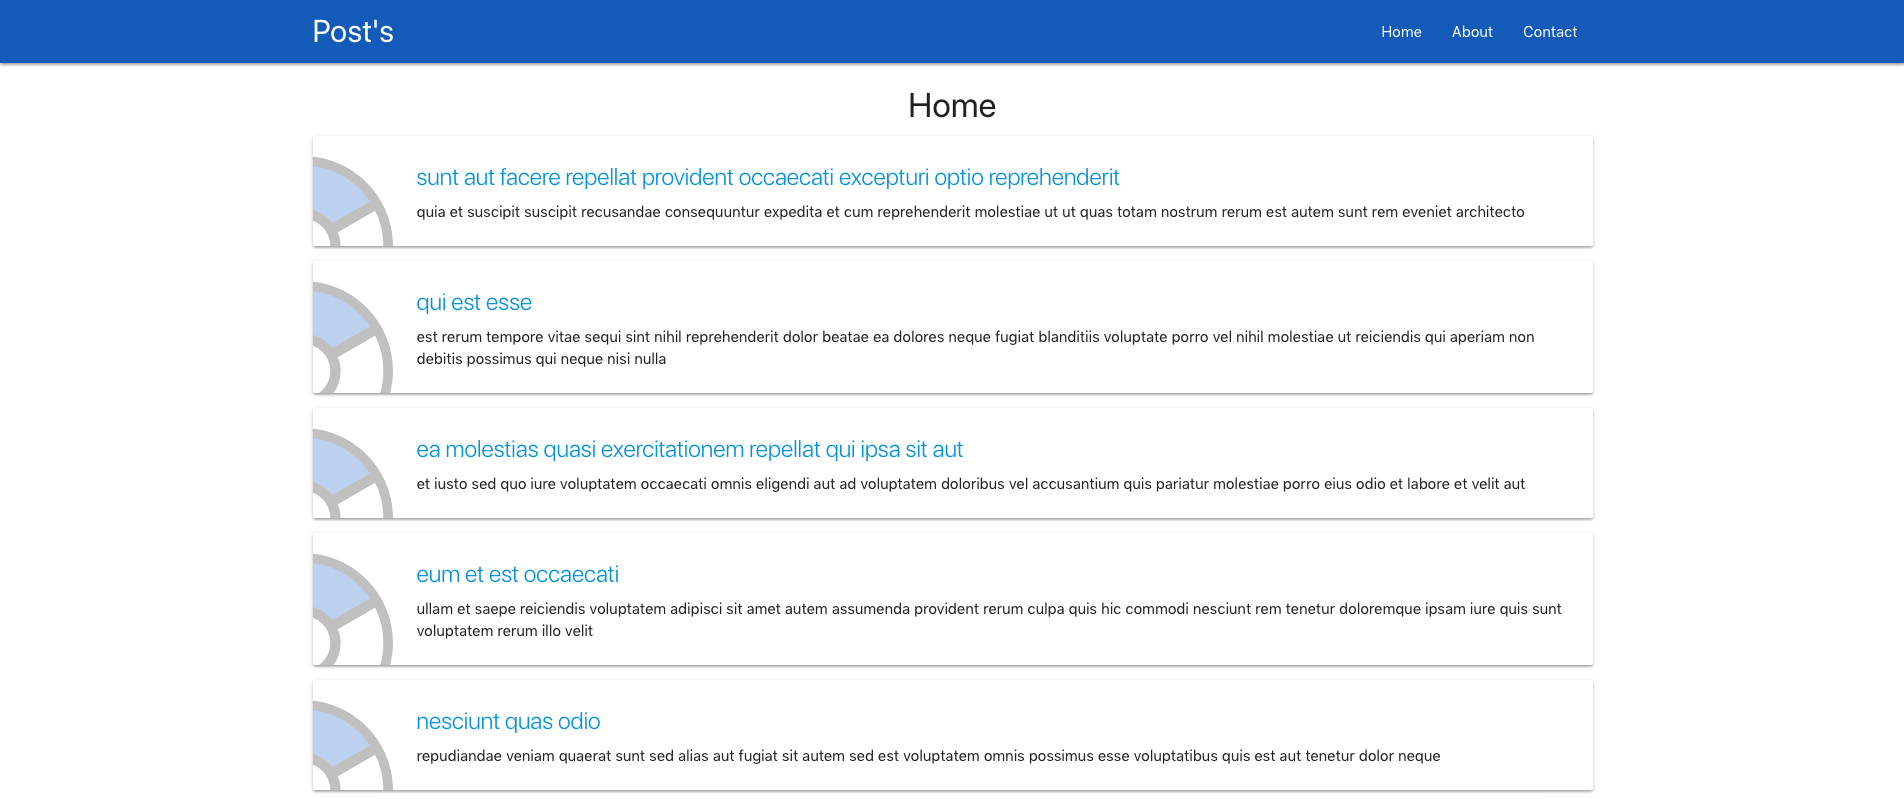 Post's
Home
About
Contact
Home
sunt aut facere repellat provident occaecati excepturi optio reprehenderit
quia et suscipit suscipit recusandae consequuntur expedita et cum reprehenderit molestiae ut ut quas totam nostrum rerum est autem sunt rem eveniet architecto
qui est esse
est rerum tempore vitae sequi sint nihil reprehenderit dolor beatae ea dolores neque fugiat blanditiis voluptate porro vel nihil molestiae ut reiciendis qui aperiam non
debitis possimus qui neque nisi nulla
ea molestias quasi exercitationem repellat qui ipsa sit aut
et iusto sed quo iure voluptatem occaecati omnis eligendi aut ad voluptatem doloribus vel accusantium quis pariatur molestiae porro eius odio et labore et velit aut
eum et est occaecati
ullam et saepe reiciendis voluptatem adipisci sit amet autem assumenda provident rerum culpa quis hic commodi nesciunt rem tenetur doloremque ipsam iure quis sunt
voluptatem rerum illo velit
nesciunt quas odio
repudiandae veniam quaerat sunt sed alias aut fugiat sit autem sed est voluptatem omnis possimus esse voluptatibus quis est aut tenetur dolor neque